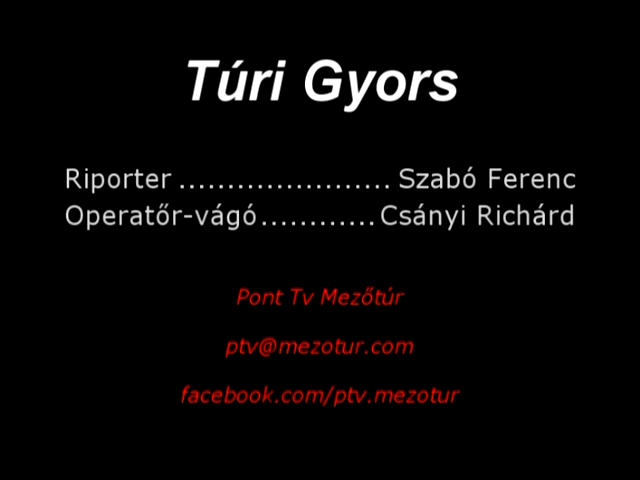 Túri Gyors
Riporter ...................... Szabó Ferenc
Operatőr-vágó............ Csányi Richárd
Pont Tv Mezőtúr
ptv@mezotur.com
facebook.com/ptv.mezotur